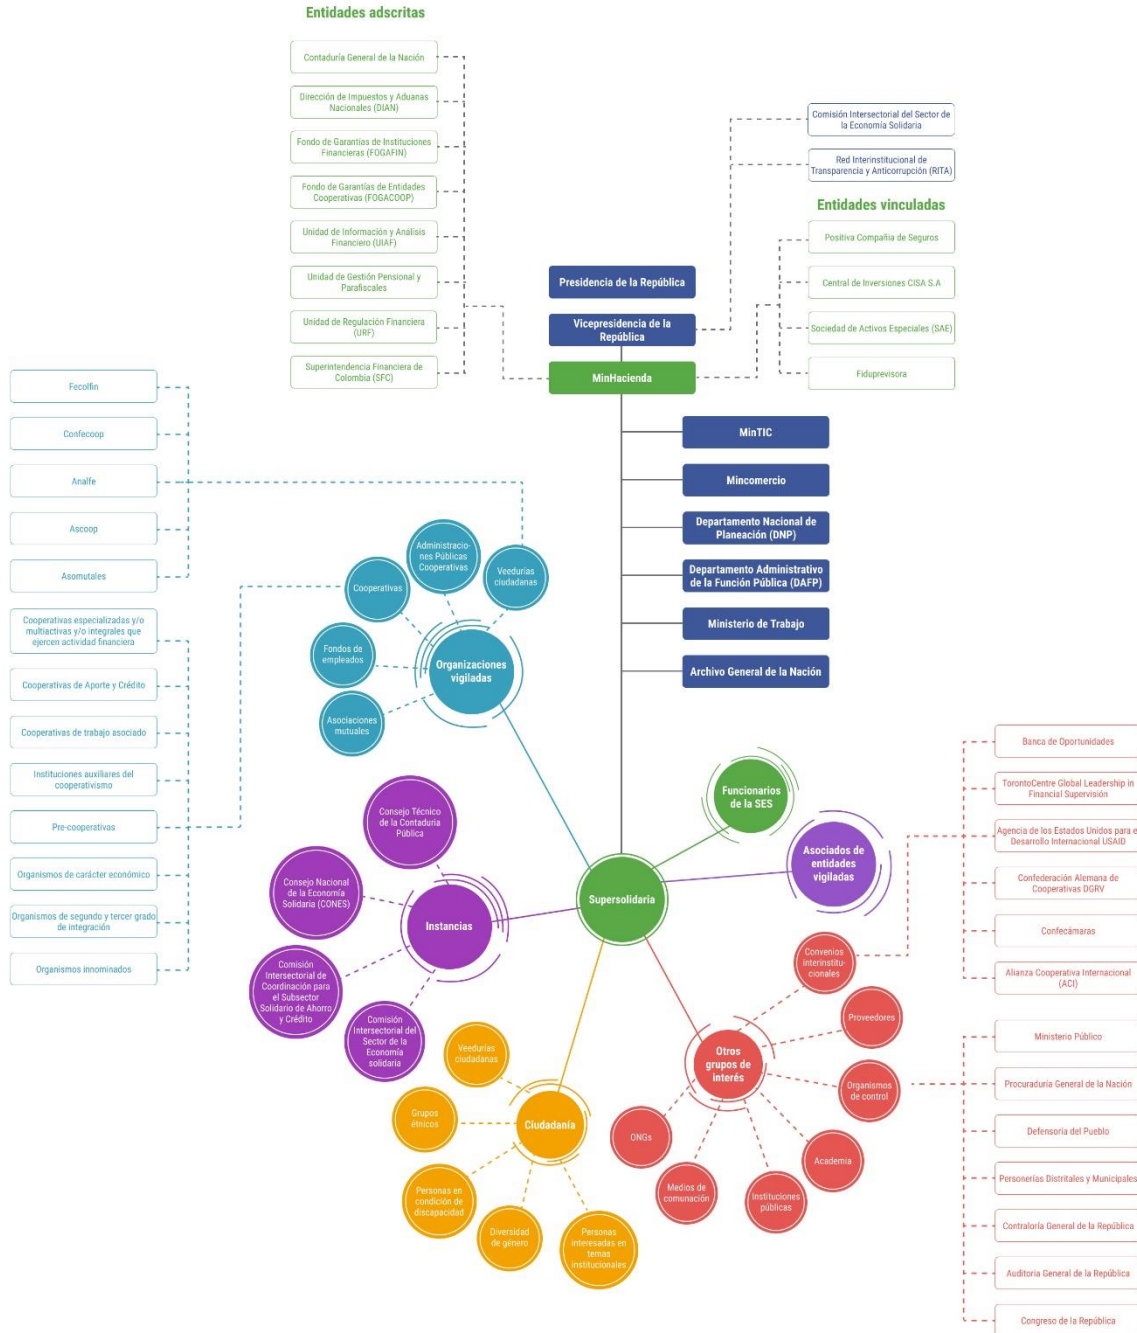 Entidades adscritas
Contaduría General de la Nación
Dirección de Impuestos y Aduanas
Nacionales (DIAN)
Fondo de Garantías de Instituciones
Financieras (FOGAFIN)
Fondo de Garantías de Entidades
Cooperativas (FOGACOOP)
Unidad de Información y Análisis
Financiero (UIAF)
Unidad de Gestión Pensional y
Parafiscales
Unidad de Regulación Financiera
(URF)
Superintendencia Financiera de
Colombia (SFC)
Comisión Intersectorial del Sector de
la Economía Solidaria
Red Interinstitucional de
Transparencia y Anticorrupción (RITA)
Entidades vinculadas
Positiva Compañia de Seguros
Central de Inversiones CISA S.A
Sociedad de Activos Especiales (SAE)
Fiduprevisora
Presidencia de la República
Vicepresidencia de la
República
MinHacienda
MinTIC
Mincomercio
Departamento Nacional de
Planeación (DNP)
Departamento Administrativo
de la Función Pública (DAFP)
Ministerio de Trabajo
Archivo General de la Nación
Fecolfin
Confecoop
Analfe
Ascoop
Asomutales
Cooperativas especializadas y/o
multiactivas y/o integrales que
ejercen actividad financiera
Cooperativas de Aporte y Crédito
Cooperativas de trabajo asociado
Instituciones auxiliares del
cooperativismo
Pre-cooperativas
Organismos de carácter económico
Organismos de segundo y tercer grado
de integración
Organismos innominados
Administracio-
nes Públicas
Cooperativas
Veedurías
ciudadanas
Cooperativas
Fondos de
empleados
Asociaciones
mutuales
Organizaciones
vigiladas
Funcionarios
de la SES
Asociados de
entidades
vigiladas
Supersolidaria
Consejo Técnico
de la Contaduría
Pública
Consejo Nacional
de la Economía
Solidaria (CONES)
Instancias
Comisión
Intersectorial de
Coordinación para
el Subsector
Solidario de Ahorro
y Crédito
Comisión
Intersectorial del
Sector de la
Economía
solidaria
Veedurías
ciudadanas
Grupos
étnicos
Ciudadanía
Personas en
condición de
discapacidad
Diversidad
de género
Personas
interesadas en
temas
institucionales
Convenios
interinstitu-
cionales
Proveedores
Otros
grupos de
interés
Organismos
de control
ONGs
Academia
Medios de
comunación
Instituciones
públicas
Banca de Oportunidades
TorontoCentre Global Leadership in
Financial Supervisión
Agencia de los Estados Unidos para e
Desarrollo Internacional USAID
Confederación Alemana de
Cooperativas DGRV
Confecámaras
Alianza Cooperativa Internacional
(ACI)
Ministerio Público
Procuraduría General de la Nación
Defensoría del Pueblo
Personerías Distritales y Municipales
Contraloría General de la República
Auditoria General de la República
Congreso de la República